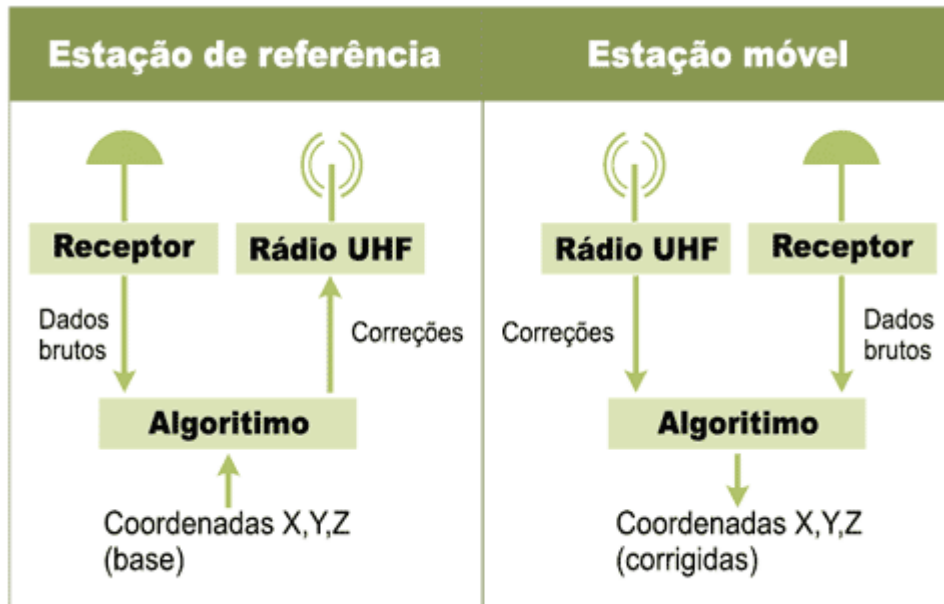 Estação de referência
Estação móvel
Receptor
Rádio UHF
Dados
brutos
Correções
Algoritimo
Coordenadas X,Y,Z
(base)
Rádio UHF
Receptor
Correções
Dados
brutos
Algoritimo
Coordenadas X,Y,Z
(corrigidas)